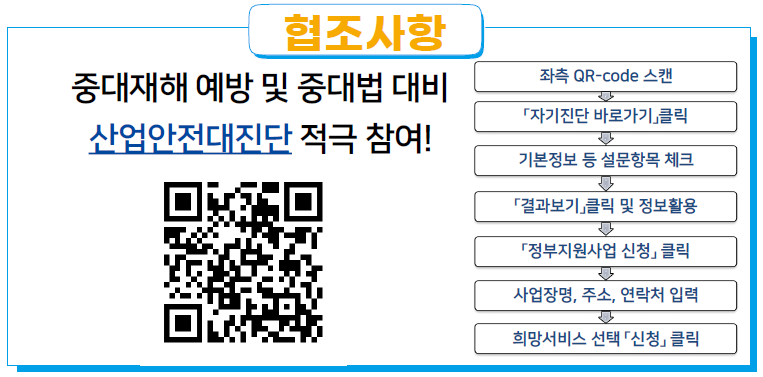 협조사항
중대재해 예방 및 중대법 대비
산업안전대진단 적극 참여!
좌측 QR-code 스캔
「자기진단 바로가기」클릭
기본정보 등 설문항목 체크
「결과보기」클릭 및 정보활용
「정부지원사업 신청」 클릭
사업장명, 주소, 연락처 입력
희망서비스 선택 「신청」 클릭